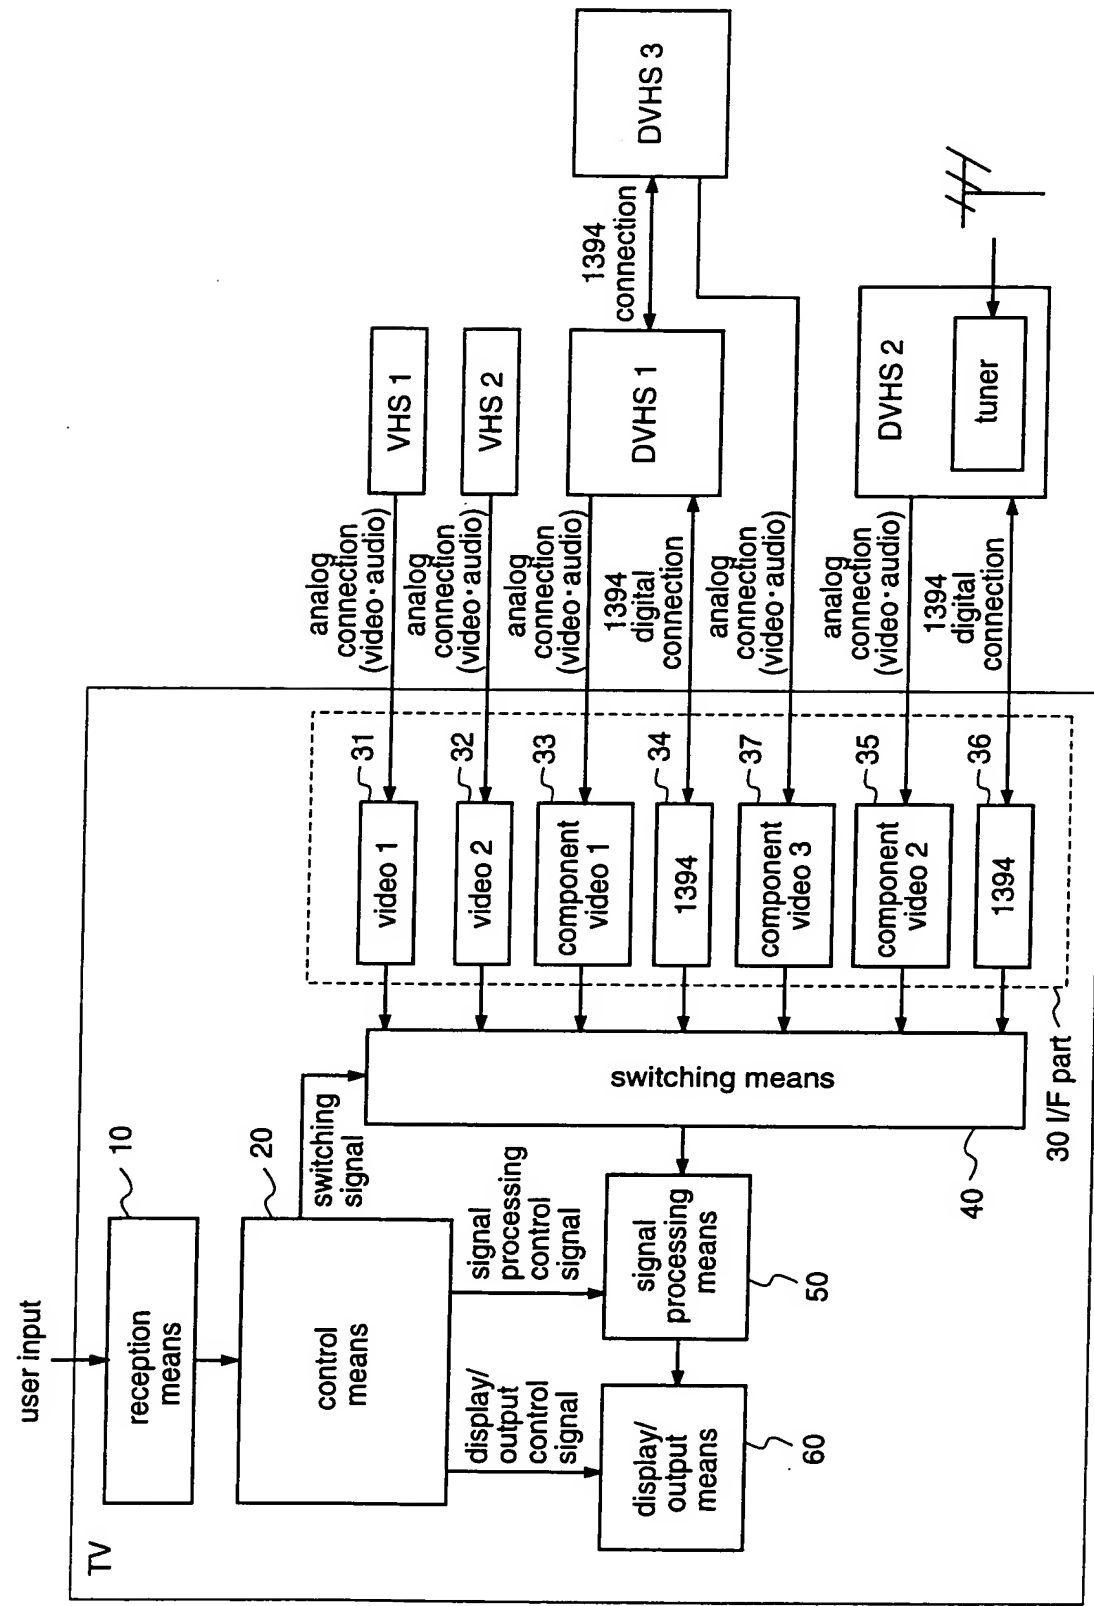 TV
user input
reception
means
10
control
means
20
switching
signal
signal
processing
control
signal
display/
output
control
signal
display/
output
means
60
signal
processing
means
50
switching means
40
30 I/F part
video 1
31
video 2
32
component
video 1
33
1394
34
component
video 3
37
component
video 2
35
1394
36
analog
connection
(video·audio)
analog
connection
(video·audio)
analog
connection
(video·audio)
1394
digital
connection
analog
connection
(video·audio)
analog
connection
(video·audio)
1394
digital
connection
VHS 1
VHS 2
DVHS 1
1394
connection
DVHS 3
DVHS 2
tuner